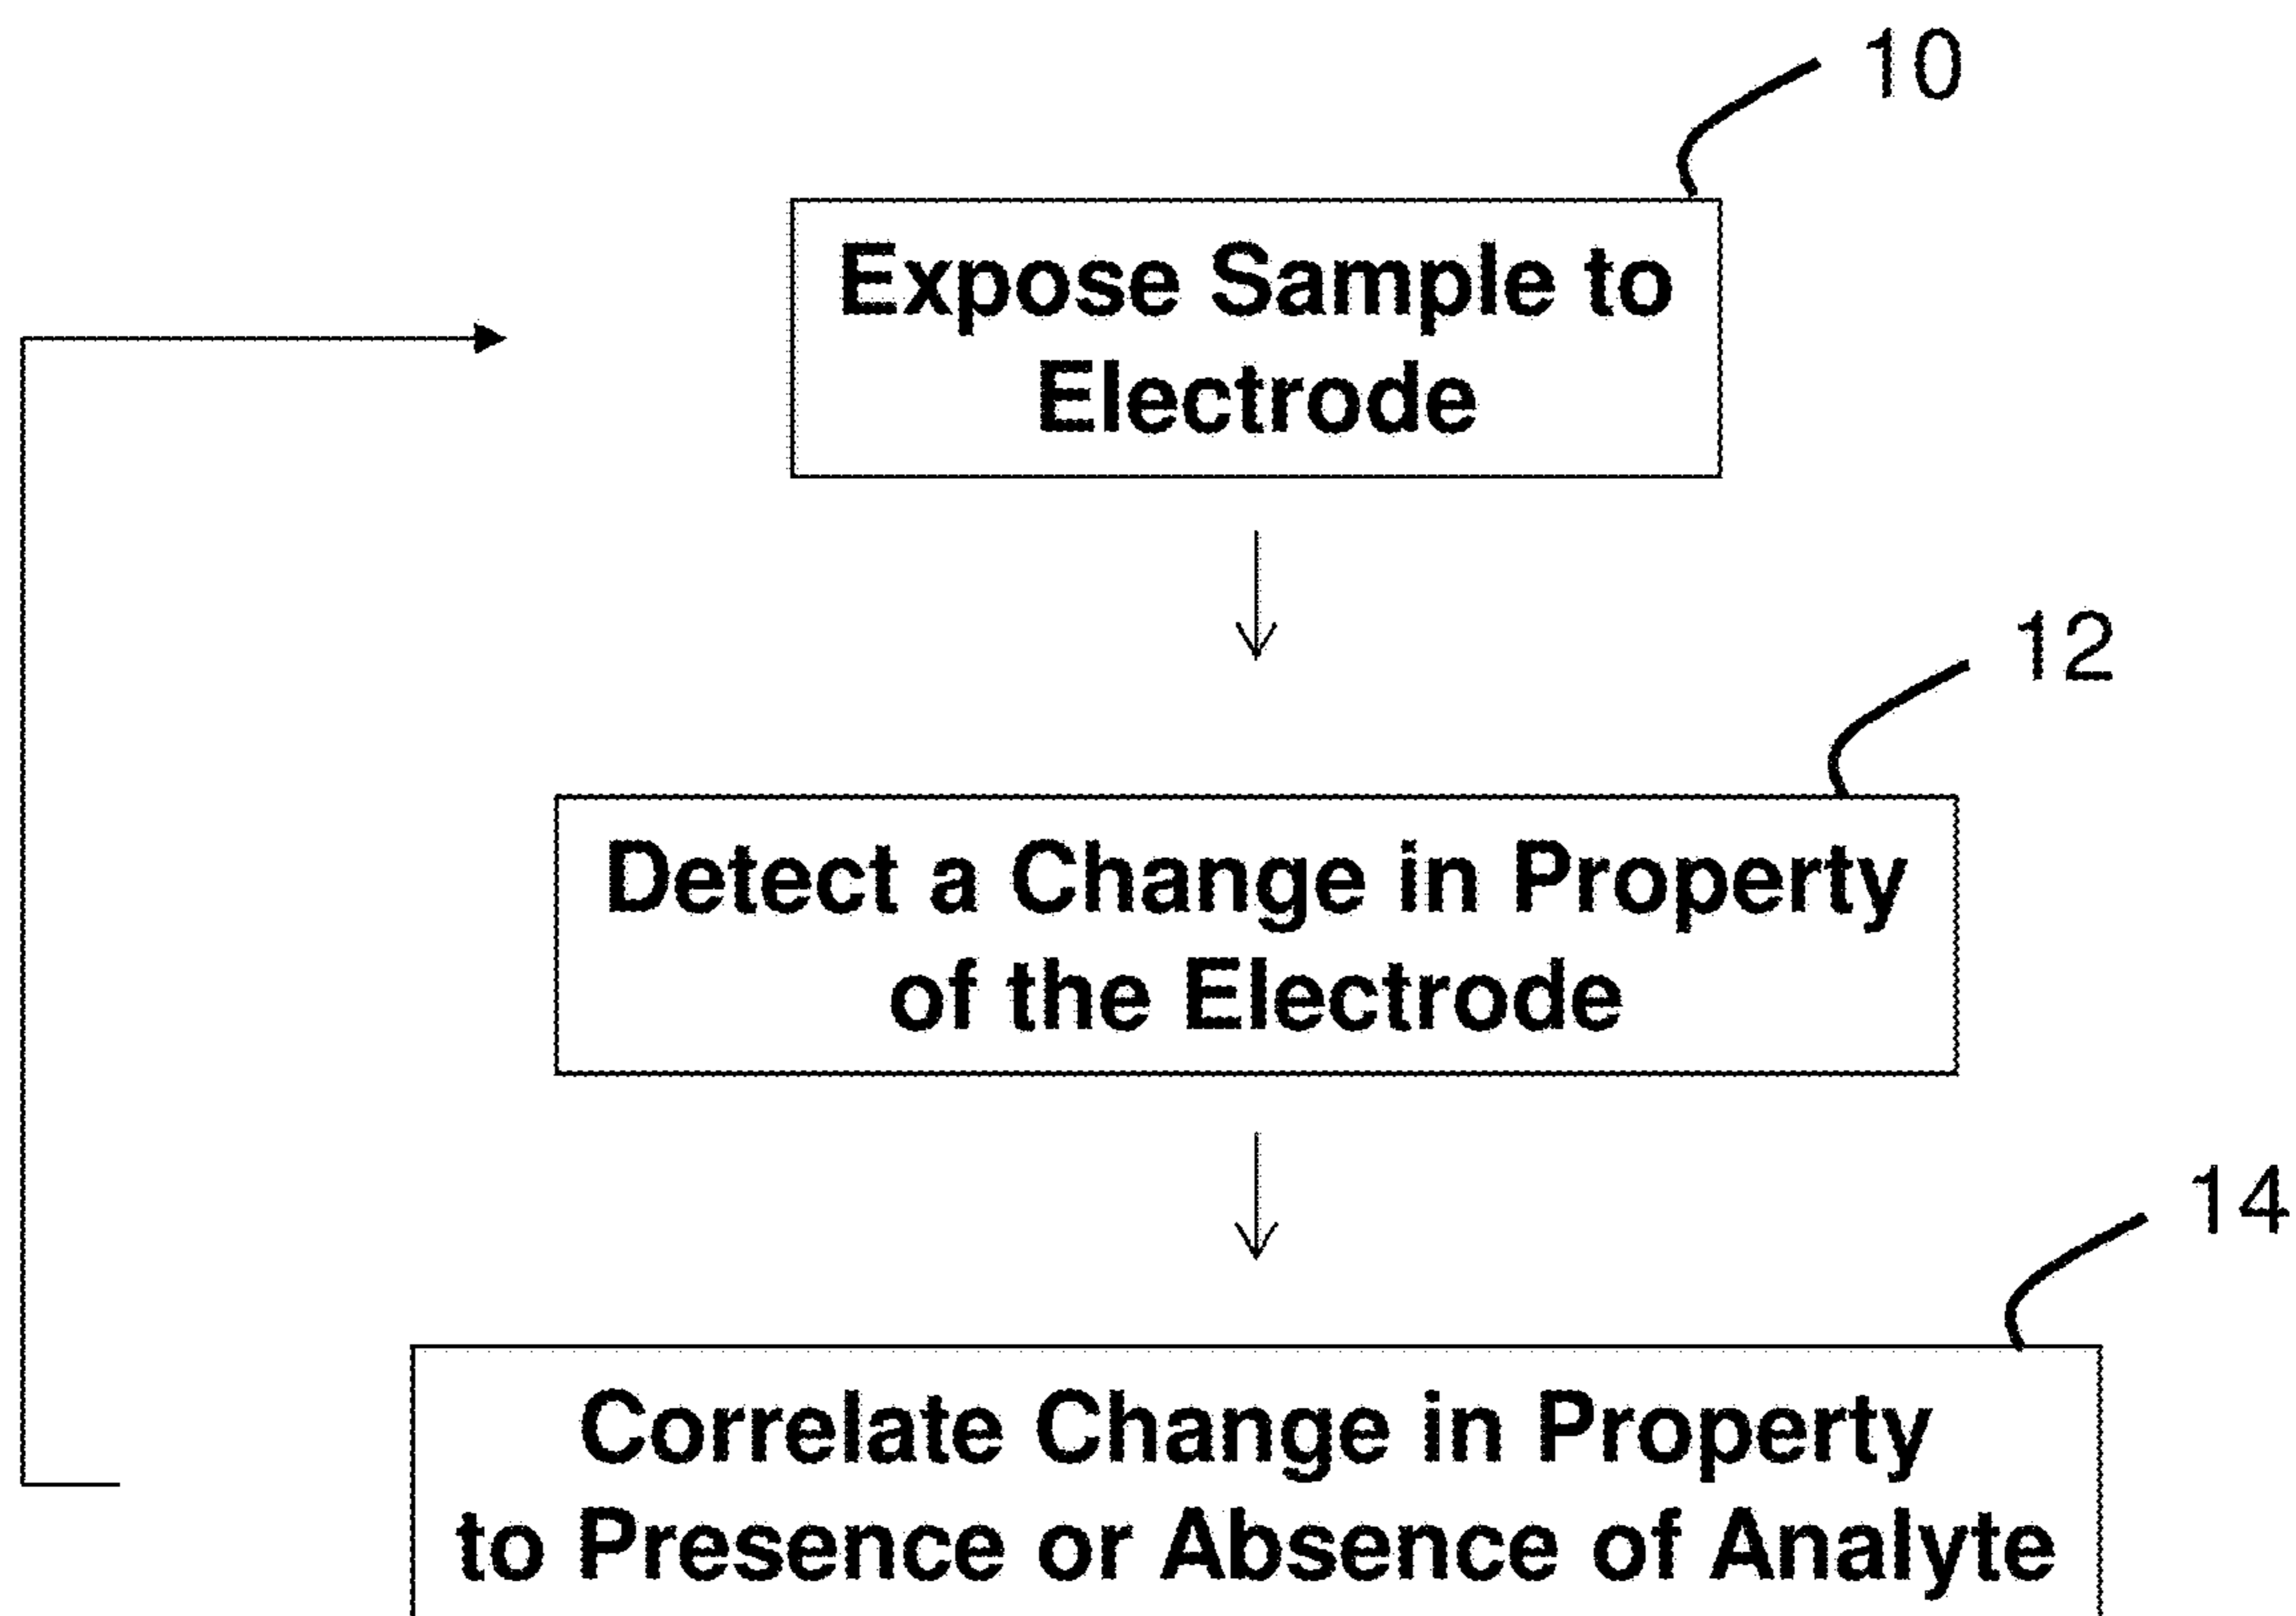 10
Expose Sample to
Electrode
12
Detect a Change in Property
of the Electrode
14
Correlate Change in Property
to Presence or Absence of Analyte